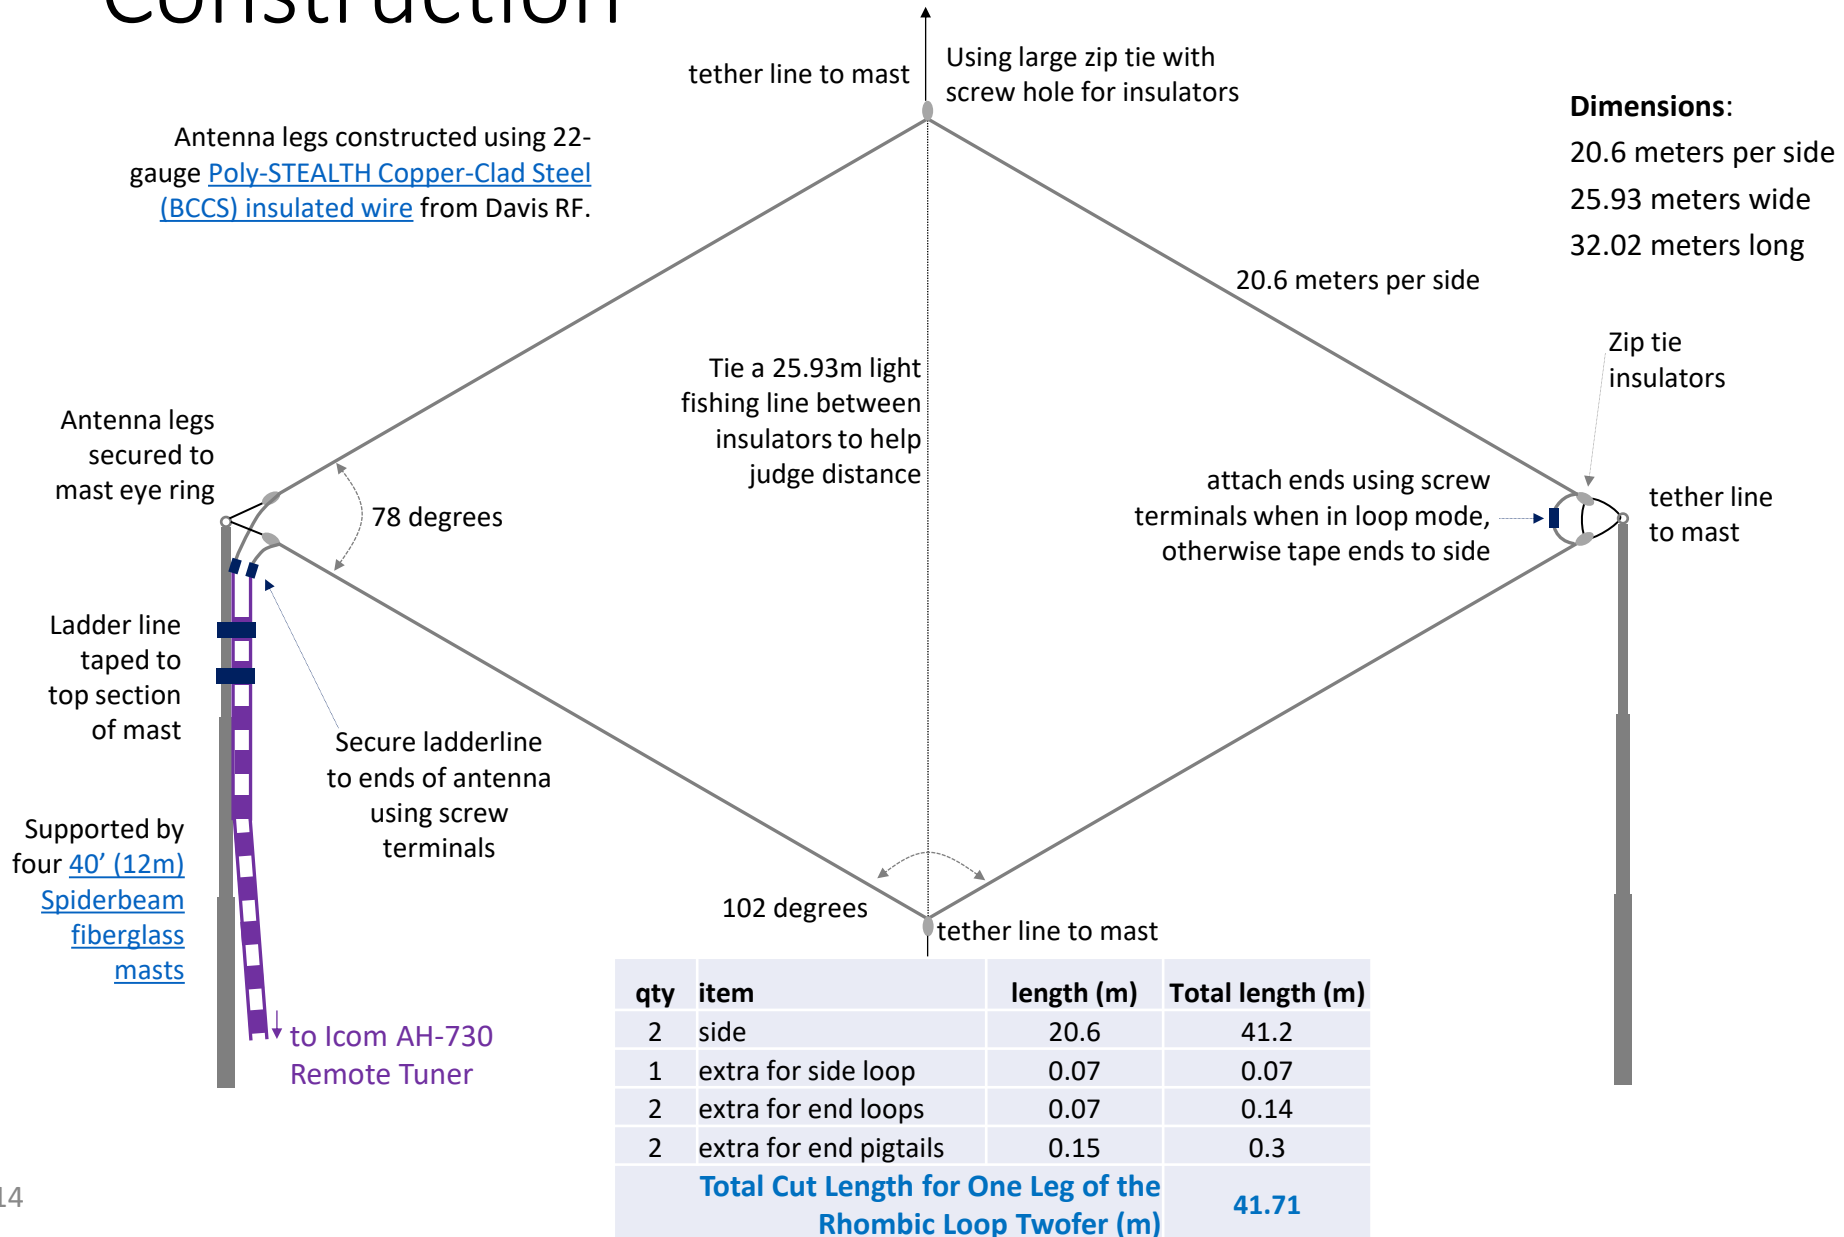 Construction
tether line to mast
Using large zip tie with
screw hole for insulators
Dimensions:
20.6 meters per side
25.93 meters wide
32.02 meters long
Antenna legs constructed using 22-
gauge Poly-STEALTH Copper-Clad Steel
(BCCS) insulated wire from Davis RF.
20.6 meters per side
Zip tie
insulators
Tie a 25.93m light
fishing line between
insulators to help
judge distance
Antenna legs
secured to
mast eye ring
78 degrees
attach ends using screw
terminals when in loop mode,
otherwise tape ends to side
tether line
to mast
Ladder line
taped to
top section
of mast
Secure ladderline
to ends of antenna
using screw
terminals
Supported by
four 40’ (12m)
Spiderbeam
fiberglass
masts
102 degrees
tether line to mast
to Icom AH-730
Remote Tuner
qty item length (m) Total length (m)
2 side 20.6 41.2
1 extra for side loop 0.07 0.07
2 extra for end loops 0.07 0.14
2 extra for end pigtails 0.15 0.3
Total Cut Length for One Leg of the
Rhombic Loop Twofer (m) 41.71
14